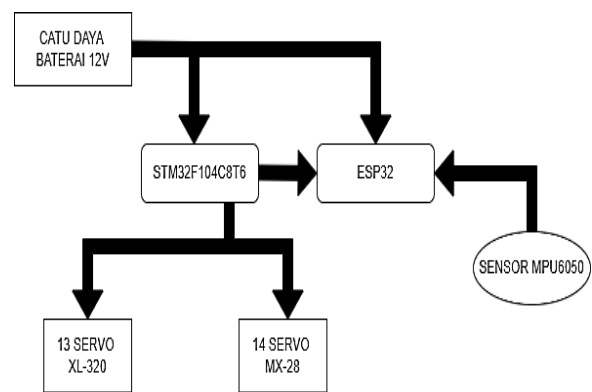 CATU DAYA
BATERAI 12V
STM32F104C8T6
ESP32
SENSOR MPU6050
13 SERVO
XL-320
14 SERVO
MX-28